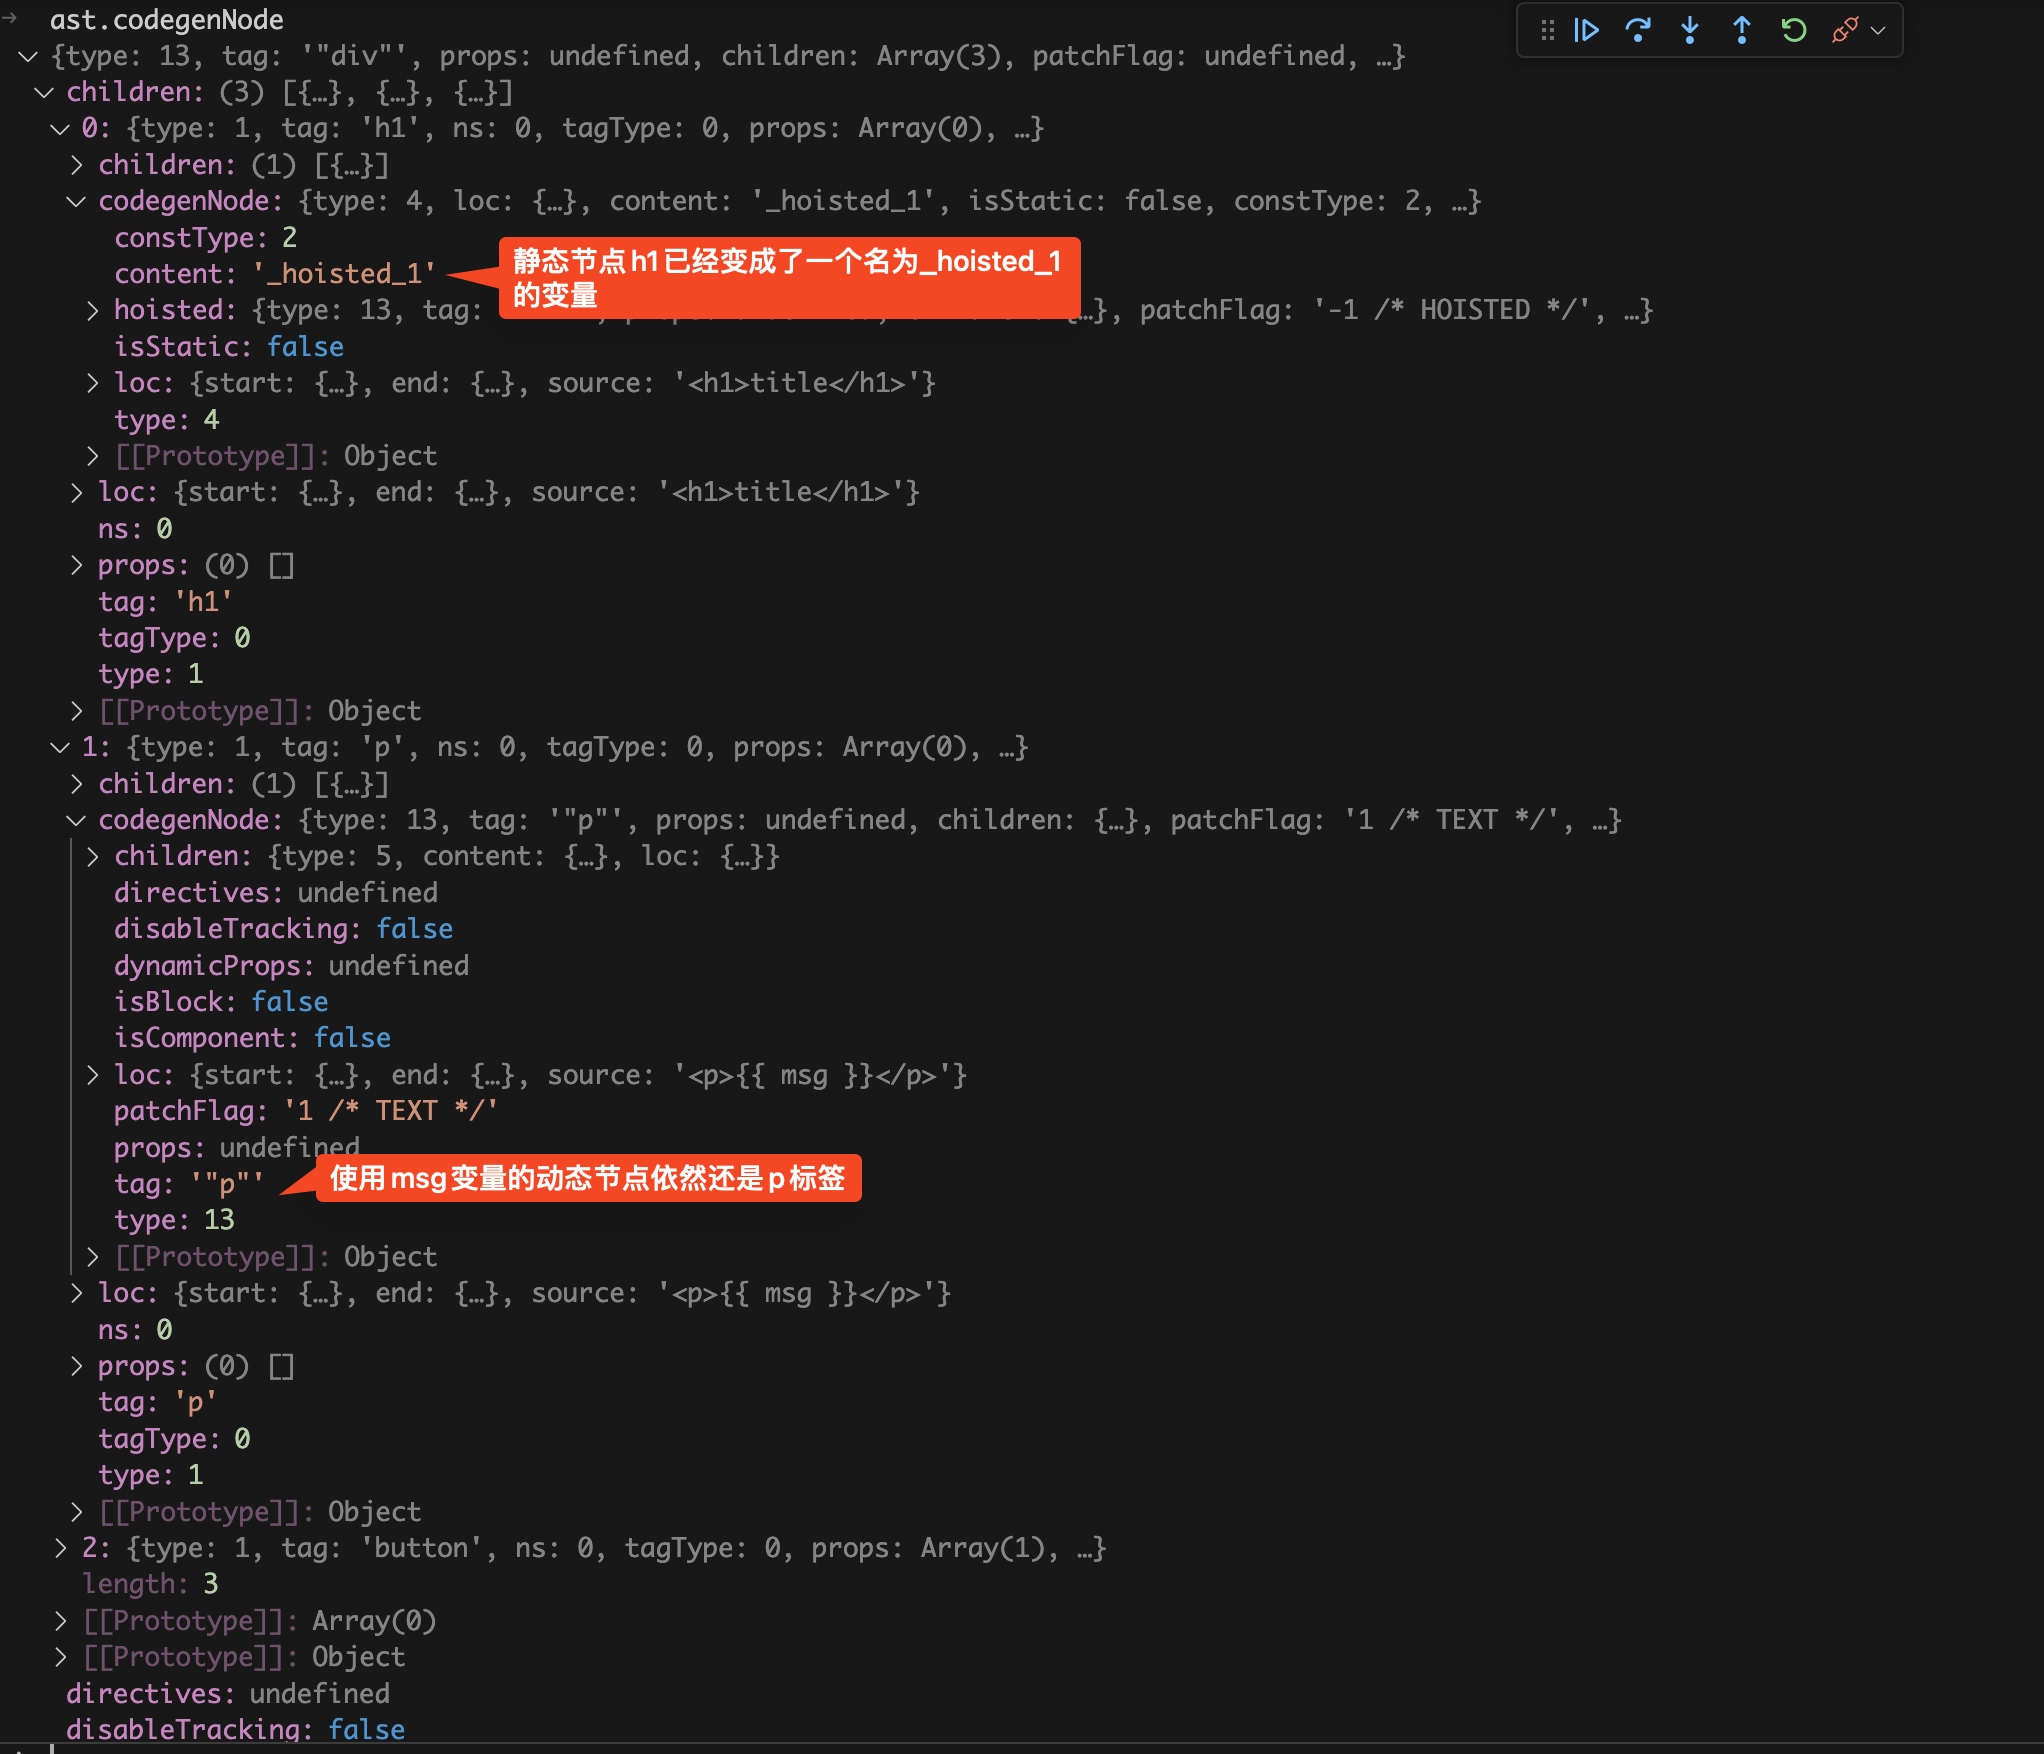 ast.codegenNode
{type: 13, tag: '"div"', props: undefined, children: Array(3), patchFlag: undefined, …}
children: (3) [{…}, {…}, {…}]
0: {type: 1, tag: 'h1', ns: 0, tagType: 0, props: Array(0), …}
children: (1) [{…}]
codegenNode: {type: 4, loc: {…}, content: '_hoisted_1', isStatic: false, constType: 2, …}
constType: 2
content: '_hoisted_1'
静态节点h1已经变成了一个名为_hoisted_1
的变量
hoisted: {type: 13, tag: …}, patchFlag: '-1 /* HOISTED */', …}
isStatic: false
loc: {start: {…}, end: {…}, source: '<h1>title</h1>'}
type: 4
[[Prototype]]: Object
loc: {start: {…}, end: {…}, source: '<h1>title</h1>'}
ns: 0
props: (0) []
tag: 'h1'
tagType: 0
type: 1
[[Prototype]]: Object
1: {type: 1, tag: 'p', ns: 0, tagType: 0, props: Array(0), …}
children: (1) [{…}]
codegenNode: {type: 13, tag: '"p"', props: undefined, children: {…}, patchFlag: '1 /* TEXT */', …}
children: {type: 5, content: {…}, loc: {…}}
directives: undefined
disableTracking: false
dynamicProps: undefined
isBlock: false
isComponent: false
loc: {start: {…}, end: {…}, source: '<p>{{ msg }}</p>'}
patchFlag: '1 /* TEXT */'
props: undefined
tag: '"p"'
使用msg变量的动态节点依然还是p标签
type: 13
[[Prototype]]: Object
loc: {start: {…}, end: {…}, source: '<p>{{ msg }}</p>'}
ns: 0
props: (0) []
tag: 'p'
tagType: 0
type: 1
[[Prototype]]: Object
2: {type: 1, tag: 'button', ns: 0, tagType: 0, props: Array(1), …}
length: 3
[[Prototype]]: Array(0)
[[Prototype]]: Object
directives: undefined
disableTracking: false